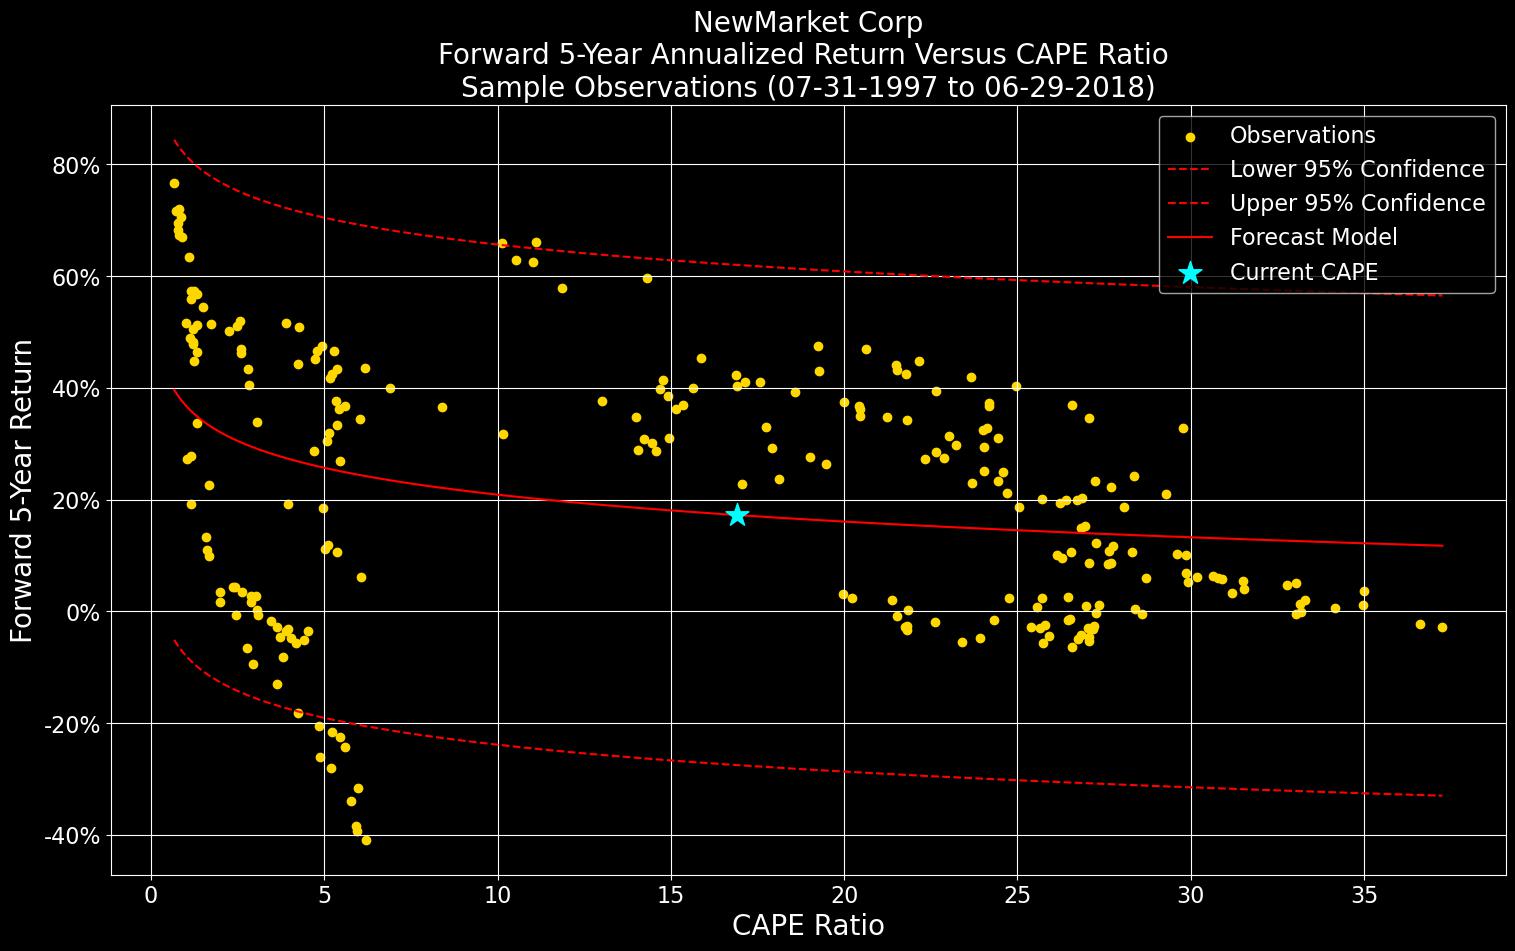 NewMarket Corp
Forward 5-Year Annualized Return Versus CAPE Ratio
Sample Observations (07-31-1997 to 06-29-2018)
Observations
Lower 95% Confidence
Upper 95% Confidence
Forecast Model
Current CAPE
Forward 5-Year Return
80%
60%
40%
20%
0%
-20%
-40%
0 5 10 15 20 25 30 35
CAPE Ratio